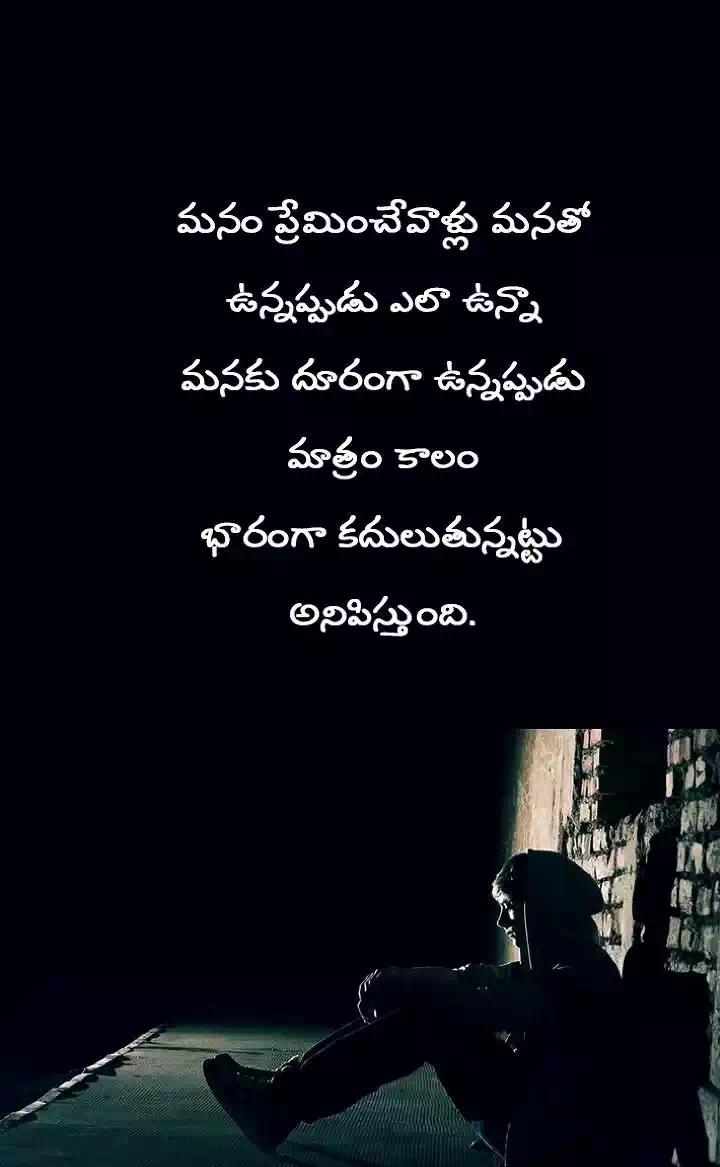 మనం ప్రేమించేవాళ్లు మనతో
ఉన్నప్పుడు ఎలా ఉన్నా
మనకు దూరంగా ఉన్నప్పుడు
మాత్రం కాలం
భారంగా కదులుతున్నట్టు
అనిపిస్తుంది.